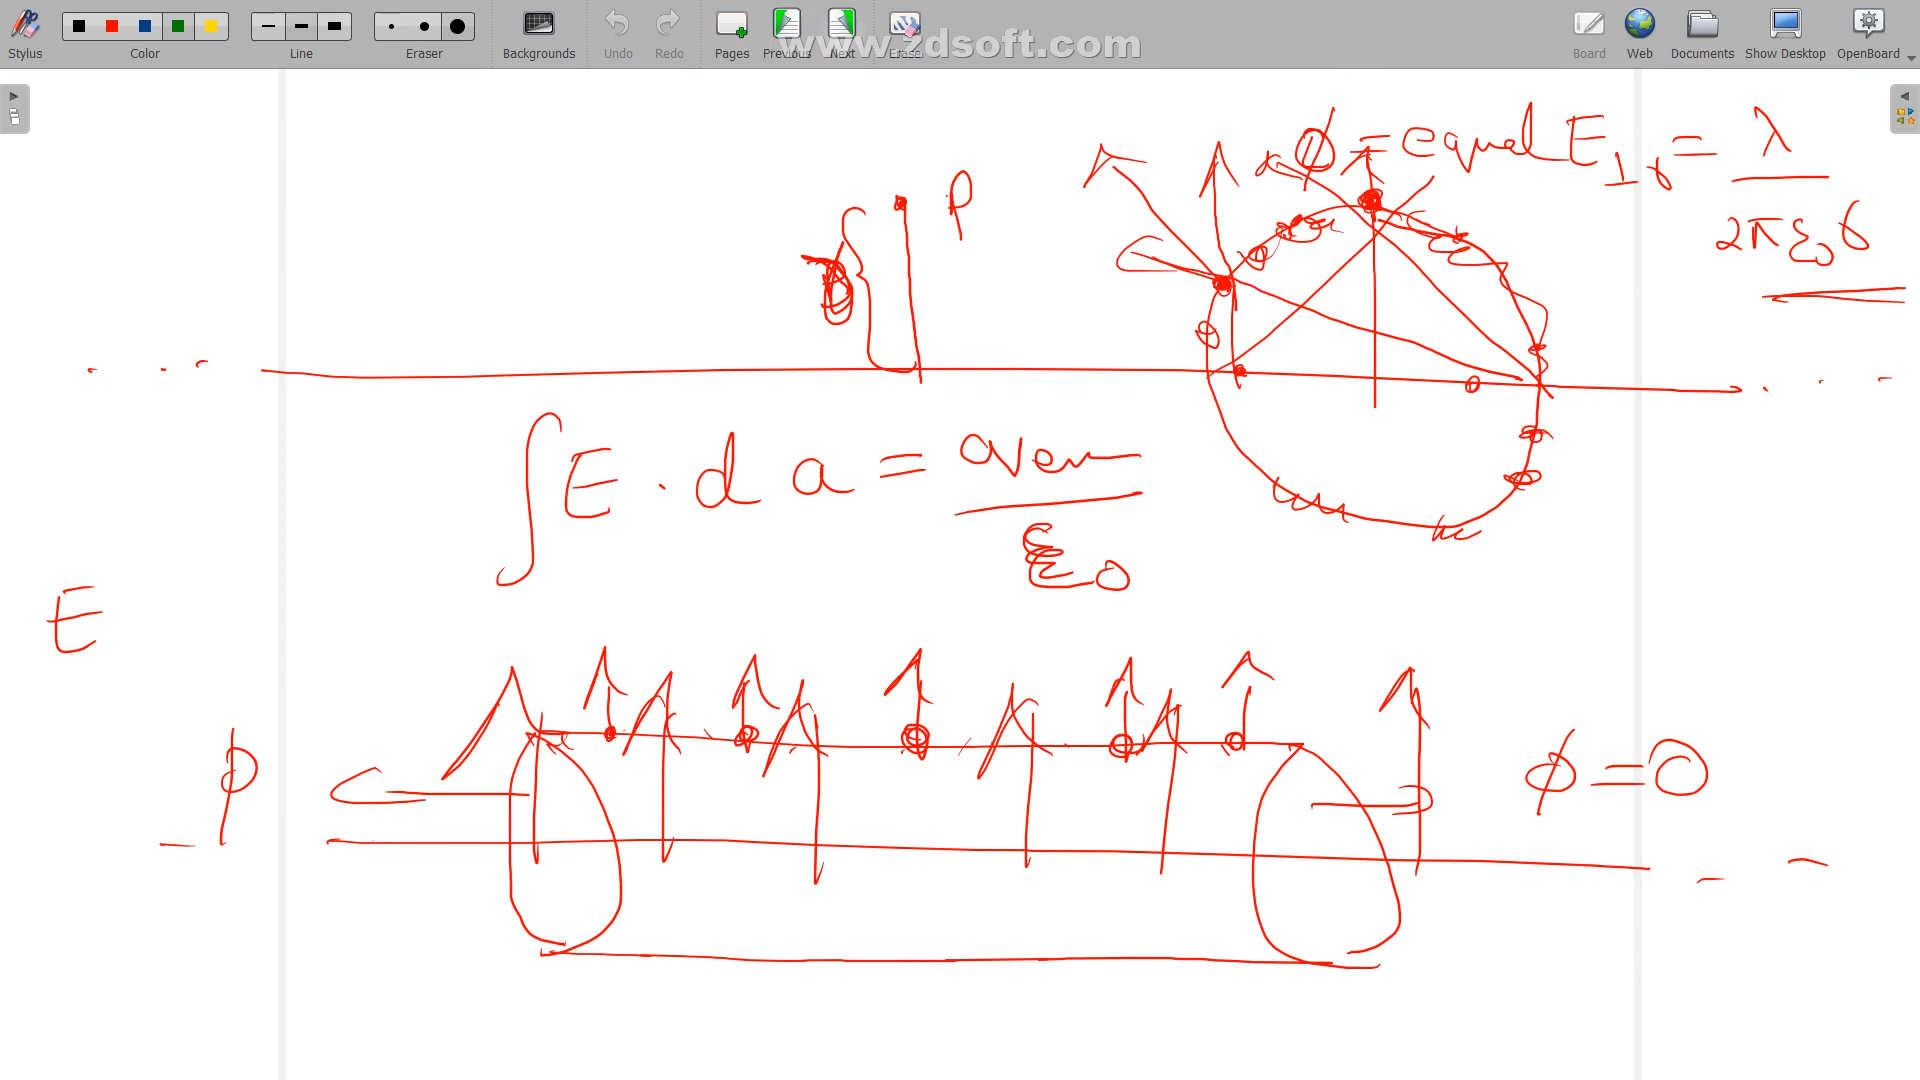 www.zdsoft.com
Stylus
Color
Line
Eraser
Backgrounds
Undo
Redo
Pages
Previous
Next
Erase
Board
Web
Documents
Show Desktop
OpenBoard
P
ϕ = equal E⊥r = λ / 2πε₀r
∫E · da = qen / ε₀
E
ϕ
ϕ = 0